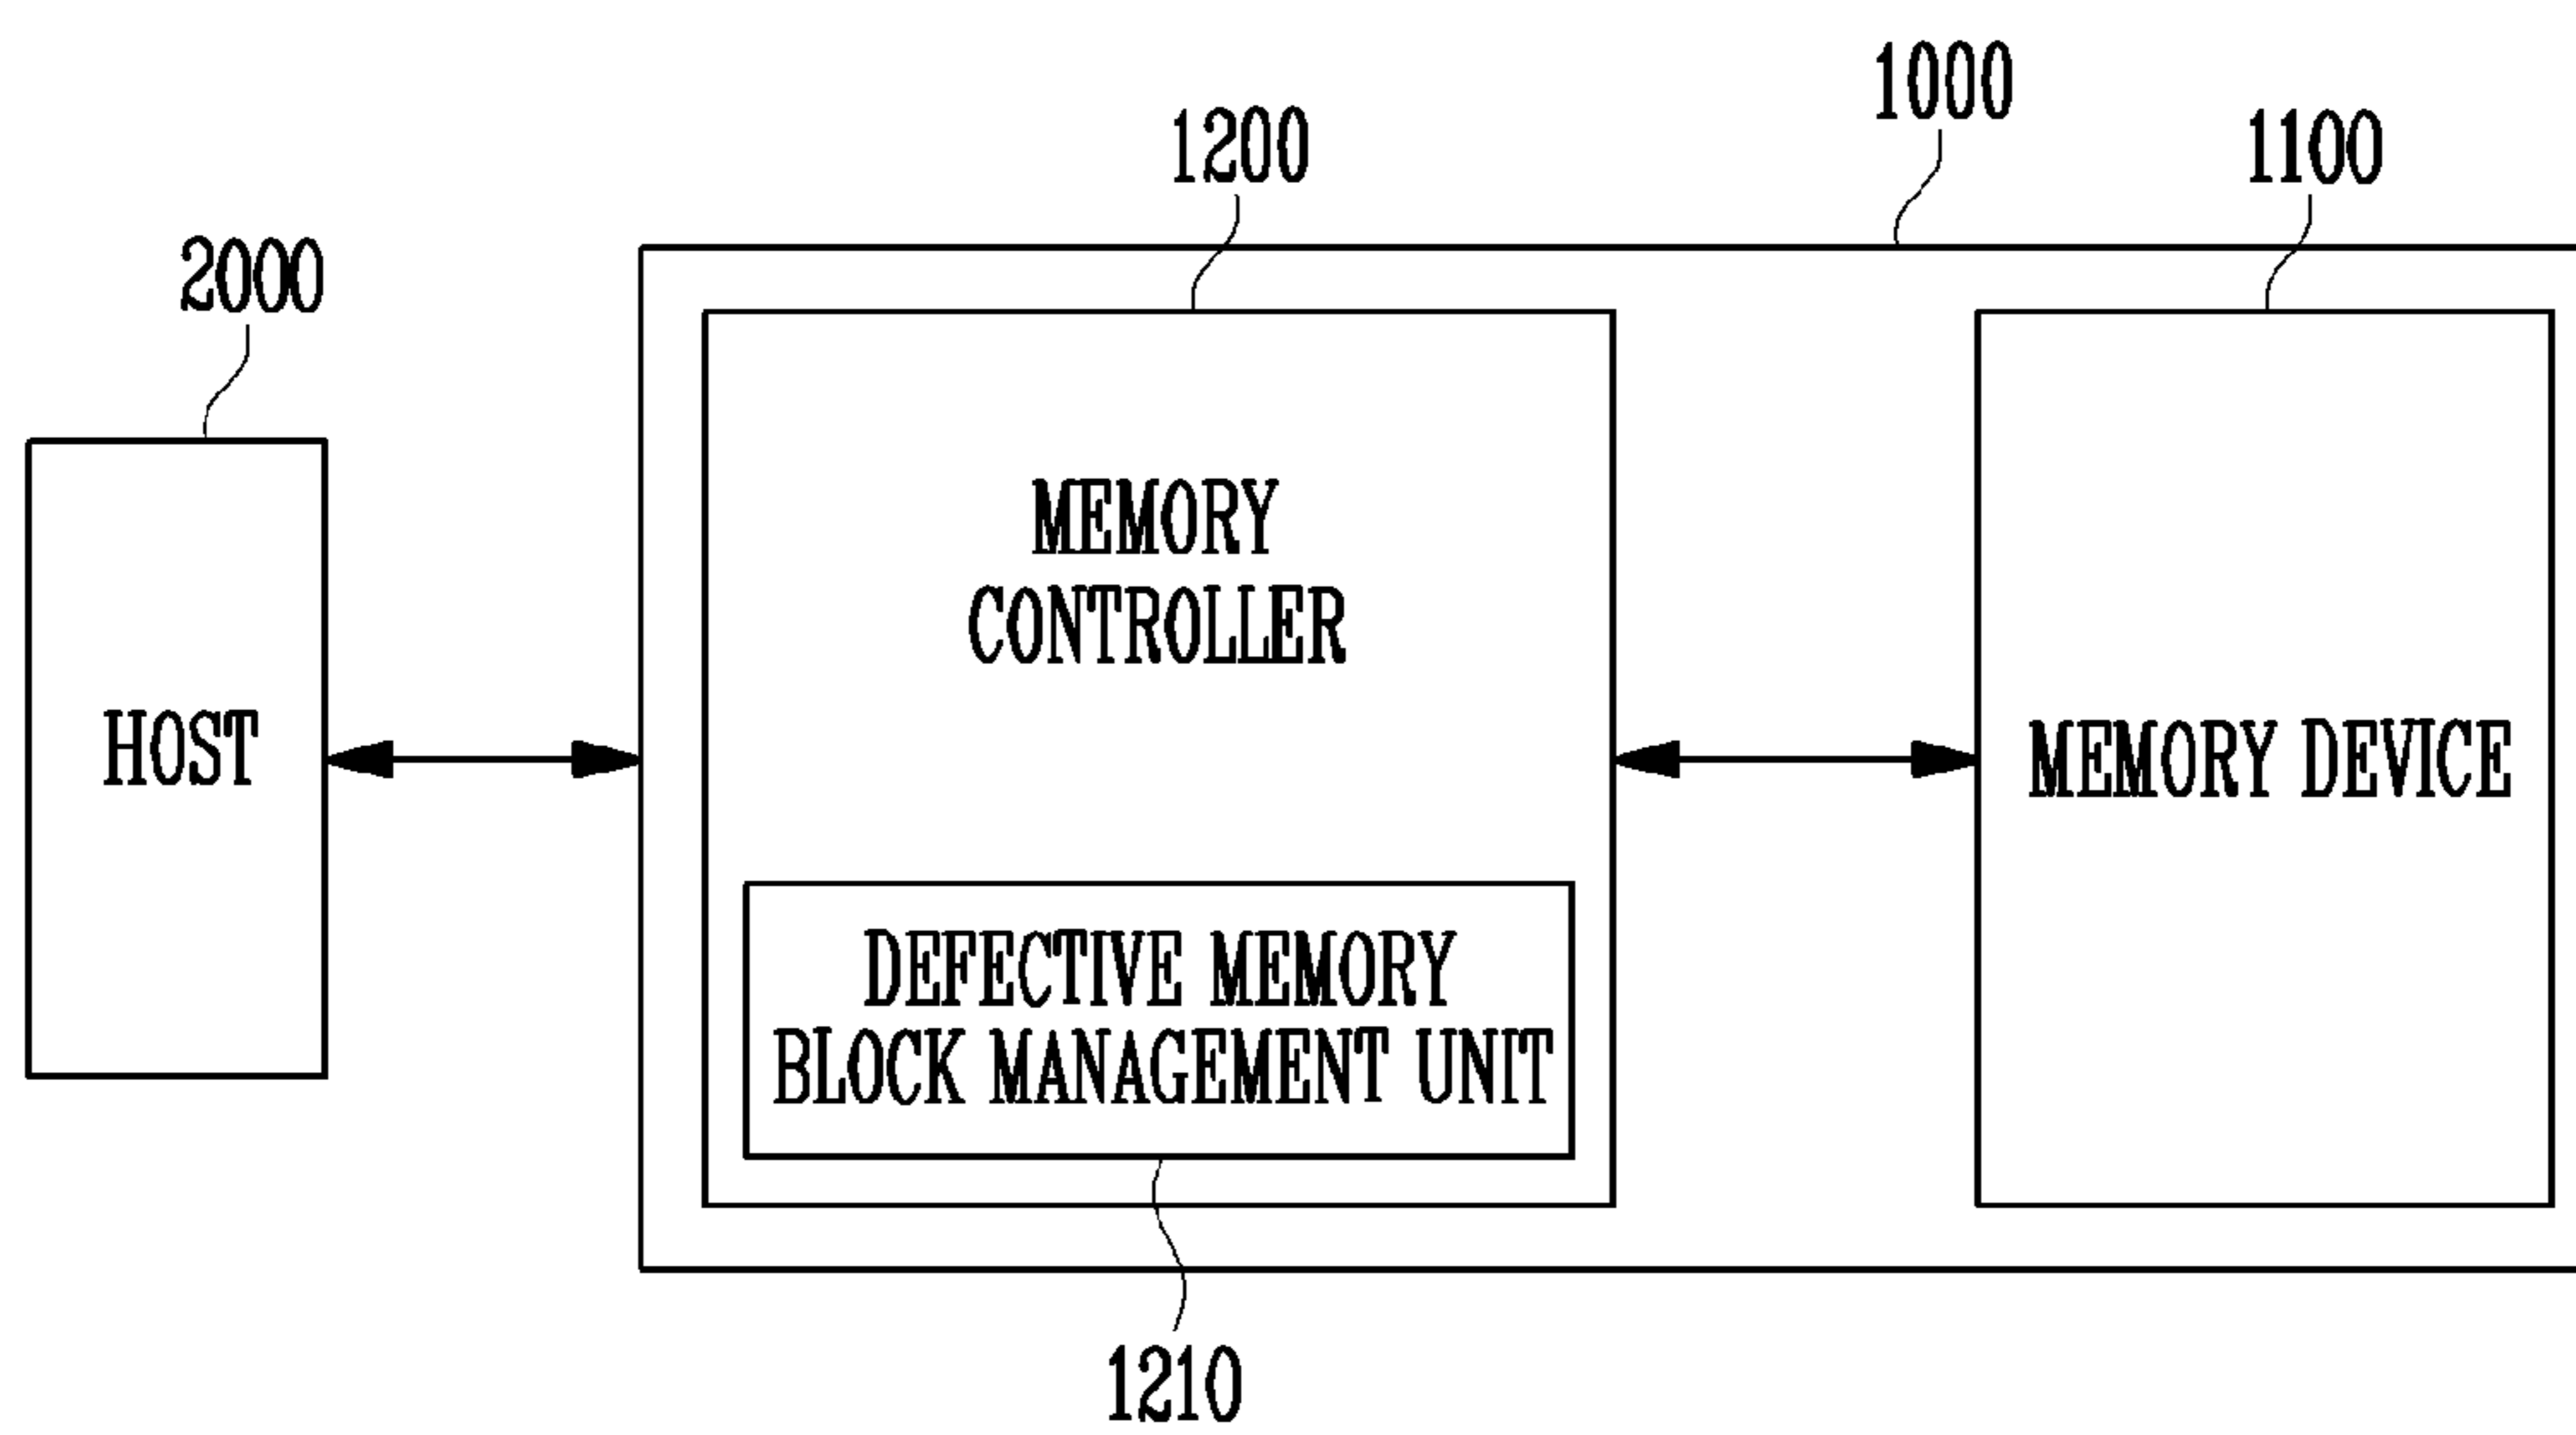 1000
1200
1100
2000
MEMORY
CONTROLLER
HOST
MEMORY DEVICE
DEFECTIVE MEMORY
BLOCK MANAGEMENT UNIT
1210